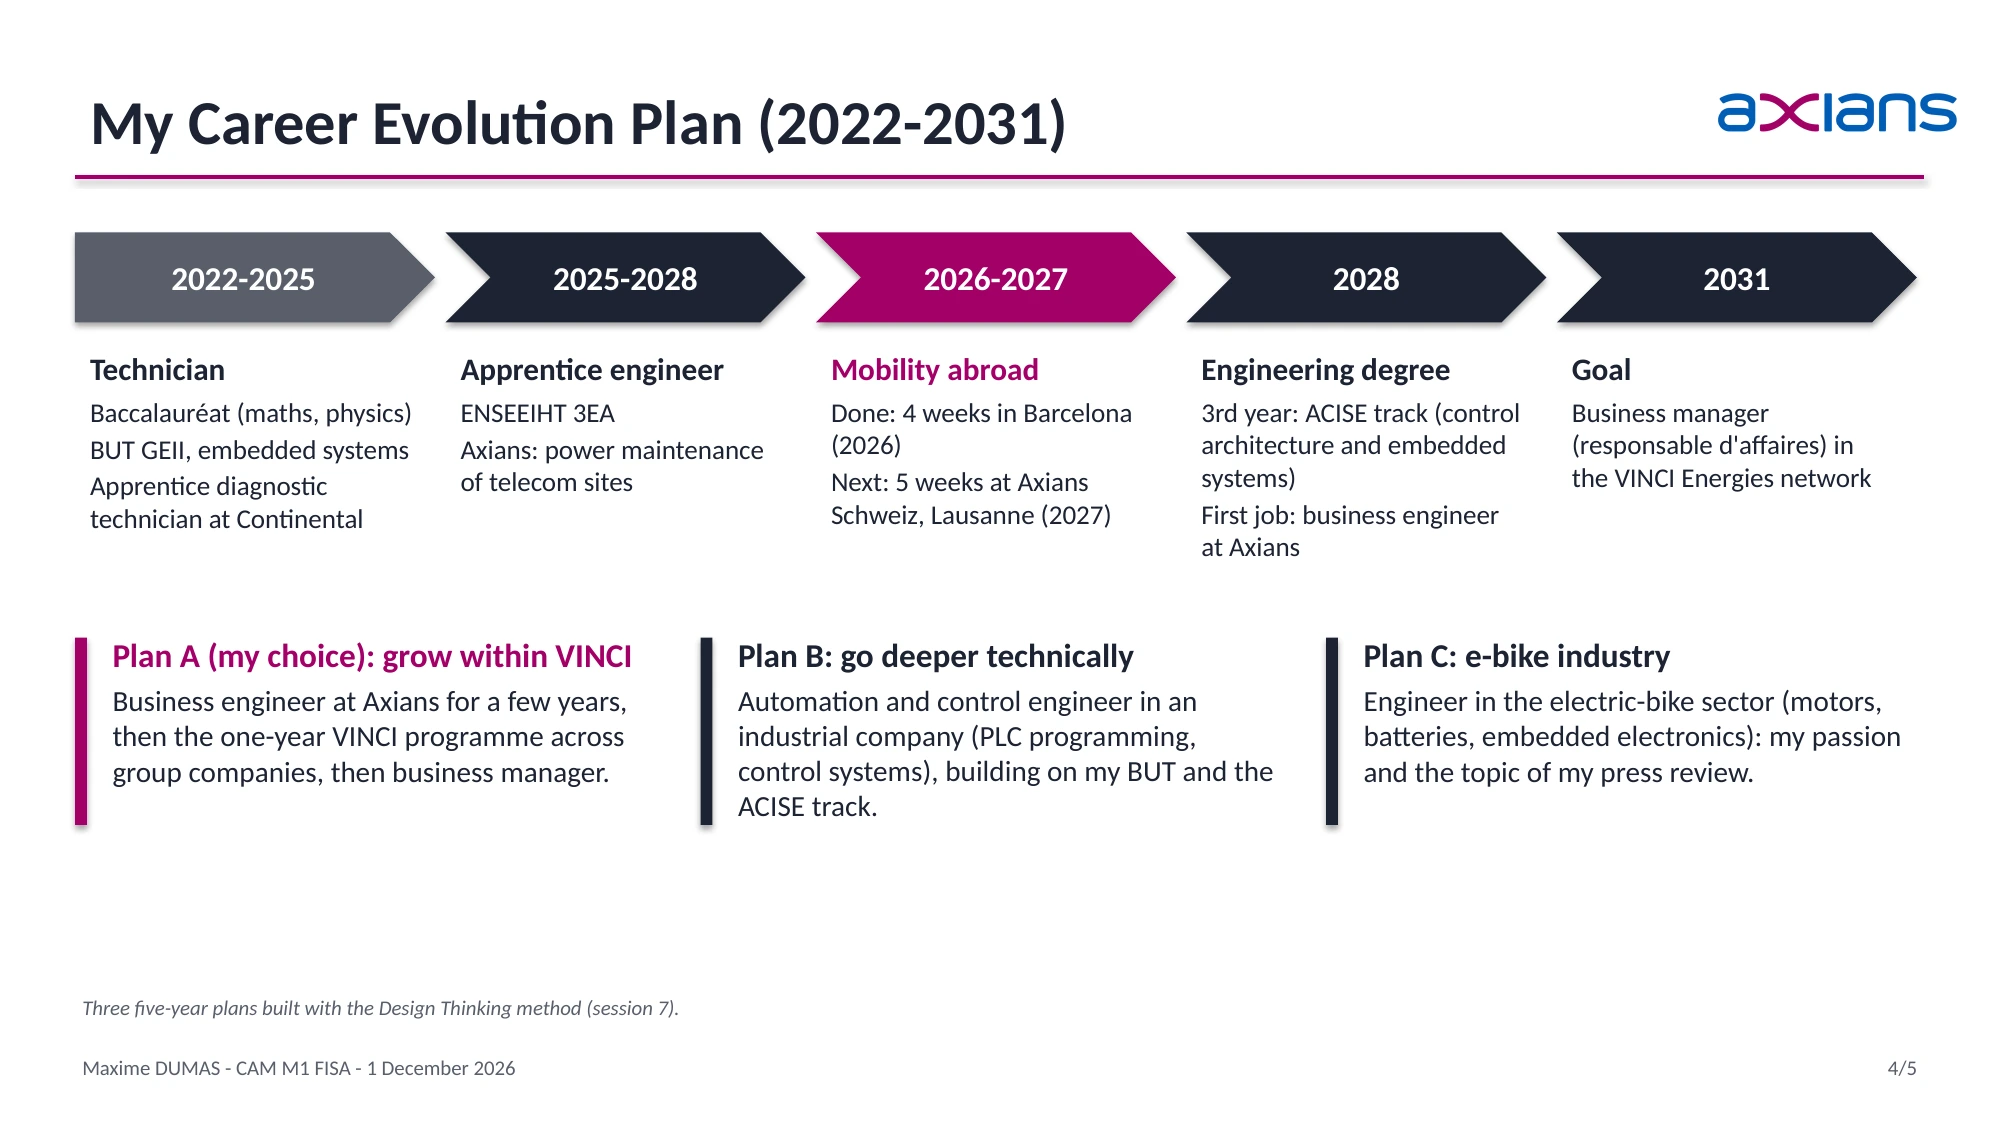 My Career Evolution Plan (2022-2031)
axians
2022-2025
2025-2028
2026-2027
2028
2031
Technician
Baccalauréat (maths, physics)
BUT GEII, embedded systems
Apprentice diagnostic
technician at Continental
Apprentice engineer
ENSEEIHT 3EA
Axians: power maintenance
of telecom sites
Mobility abroad
Done: 4 weeks in Barcelona
(2026)
Next: 5 weeks at Axians
Schweiz, Lausanne (2027)
Engineering degree
3rd year: ACISE track (control
architecture and embedded
systems)
First job: business engineer
at Axians
Goal
Business manager
(responsable d'affaires) in
the VINCI Energies network
Plan A (my choice): grow within VINCI
Business engineer at Axians for a few years,
then the one-year VINCI programme across
group companies, then business manager.
Plan B: go deeper technically
Automation and control engineer in an
industrial company (PLC programming,
control systems), building on my BUT and the
ACISE track.
Plan C: e-bike industry
Engineer in the electric-bike sector (motors,
batteries, embedded electronics): my passion
and the topic of my press review.
Three five-year plans built with the Design Thinking method (session 7).
Maxime DUMAS - CAM M1 FISA - 1 December 2026
4/5